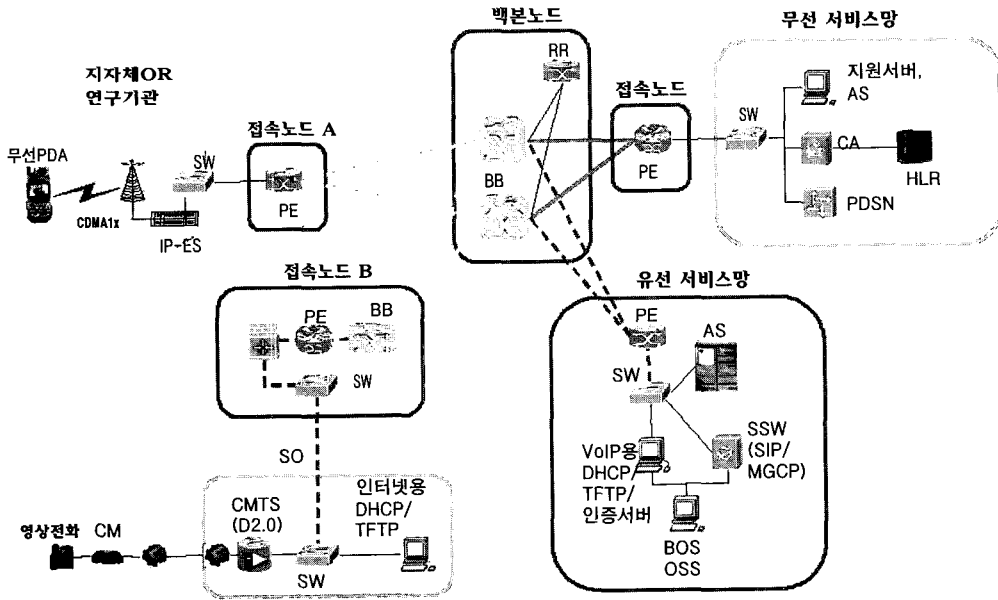 백본노드
무선 서비스망
RR
지자체OR
연구기관
접속노드
지원서버,
AS
접속노드 A
SW
무선PDA
SW
CA
BB
PE
HLR
CDMA1x
PE
PDSN
IP-ES
접속노드 B
유선 서비스망
PE
BB
PE
AS
SW
SW
SSW
(SIP/
MGCP)
VoIP용
DHCP/
TFTP/
인증서버
SO
인터넷용
DHCP/
TFTP
CMTS
(D2.0)
영상전화
CM
SW
BOS
OSS